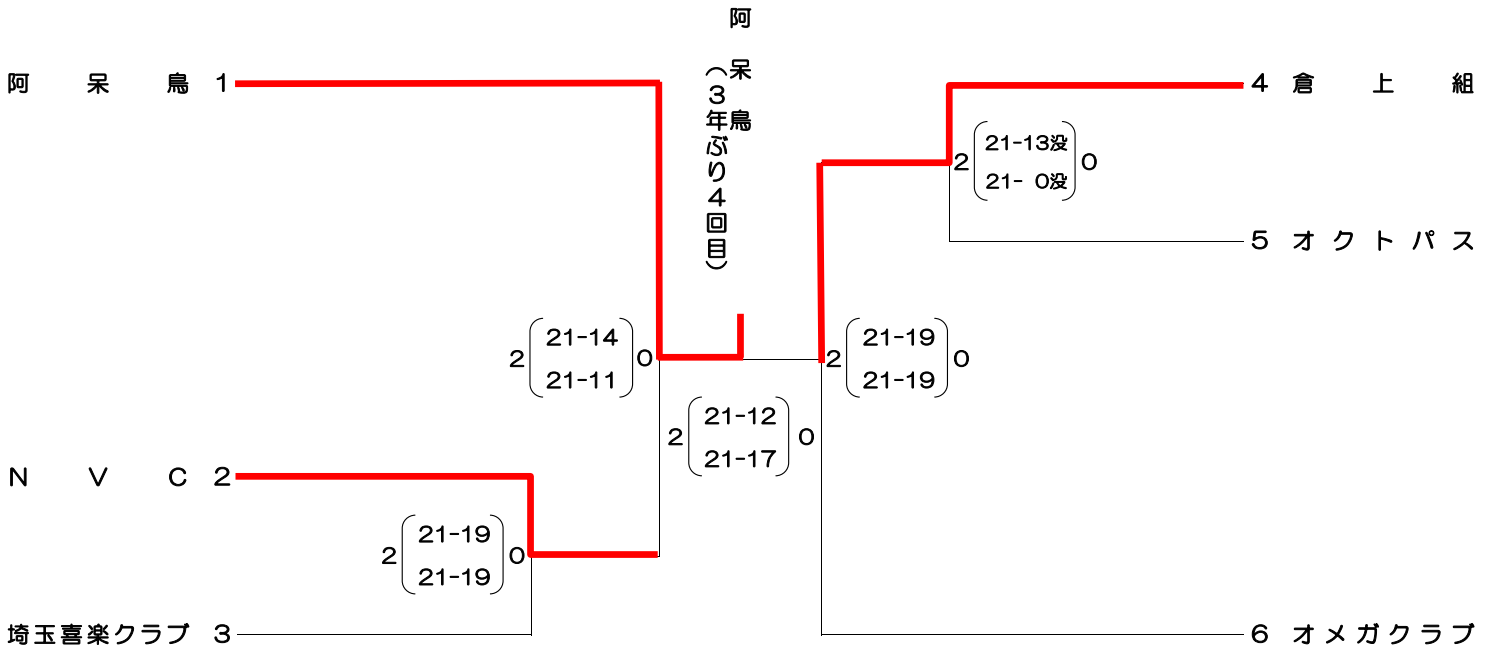 阿呆鳥
(3年ぶり4回目)
阿呆鳥 1
4 倉上組
2 21-13没 0
21- 0没
5 オクトパス
2 21-14 0
21-11
2 21-19 0
21-19
2 21-12 0
21-17
NVC 2
2 21-19 0
21-19
埼玉喜楽クラブ 3
6 オメガクラブ